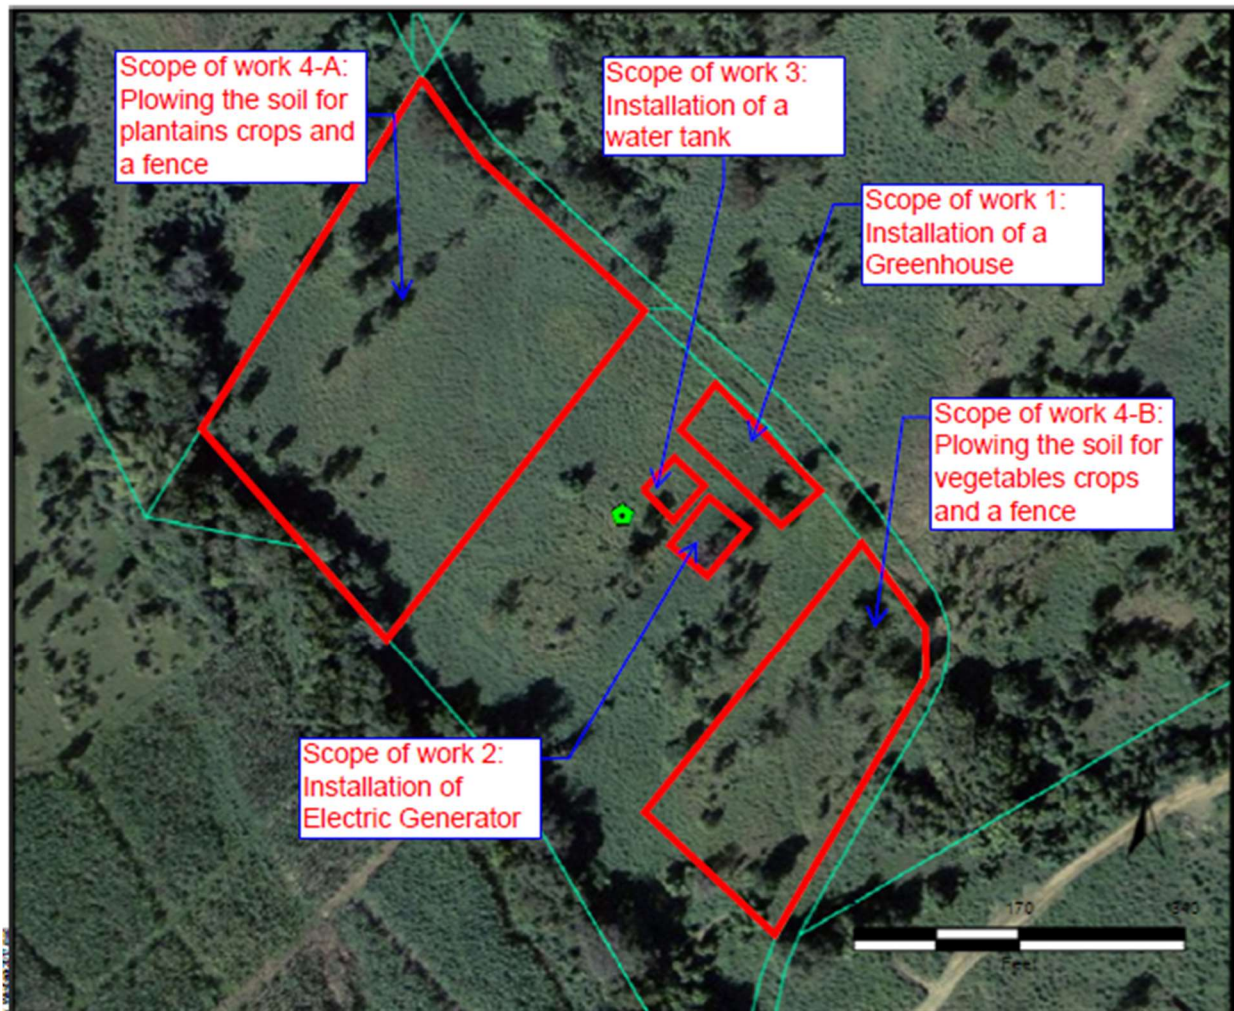 Scope of work 4-A:
Plowing the soil for
plantains crops and
a fence
Scope of work 3:
Installation of a
water tank
Scope of work 1:
Installation of a
Greenhouse
Scope of work 4-B:
Plowing the soil for
vegetables crops
and a fence
Scope of work 2:
Installation of
Electric Generator
170
340
Feet